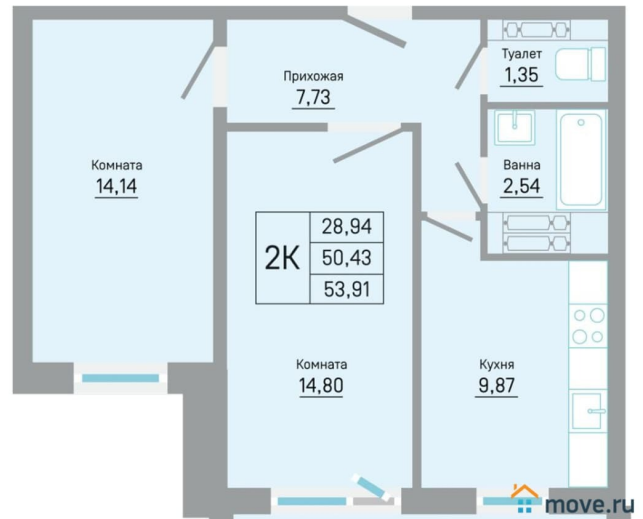 Туалет
1,35
Прихожая
7,73
Комната
14,14
Ванна
2,54
2К
28,94
50,43
53,91
Комната
14,80
Кухня
9,87
move.ru